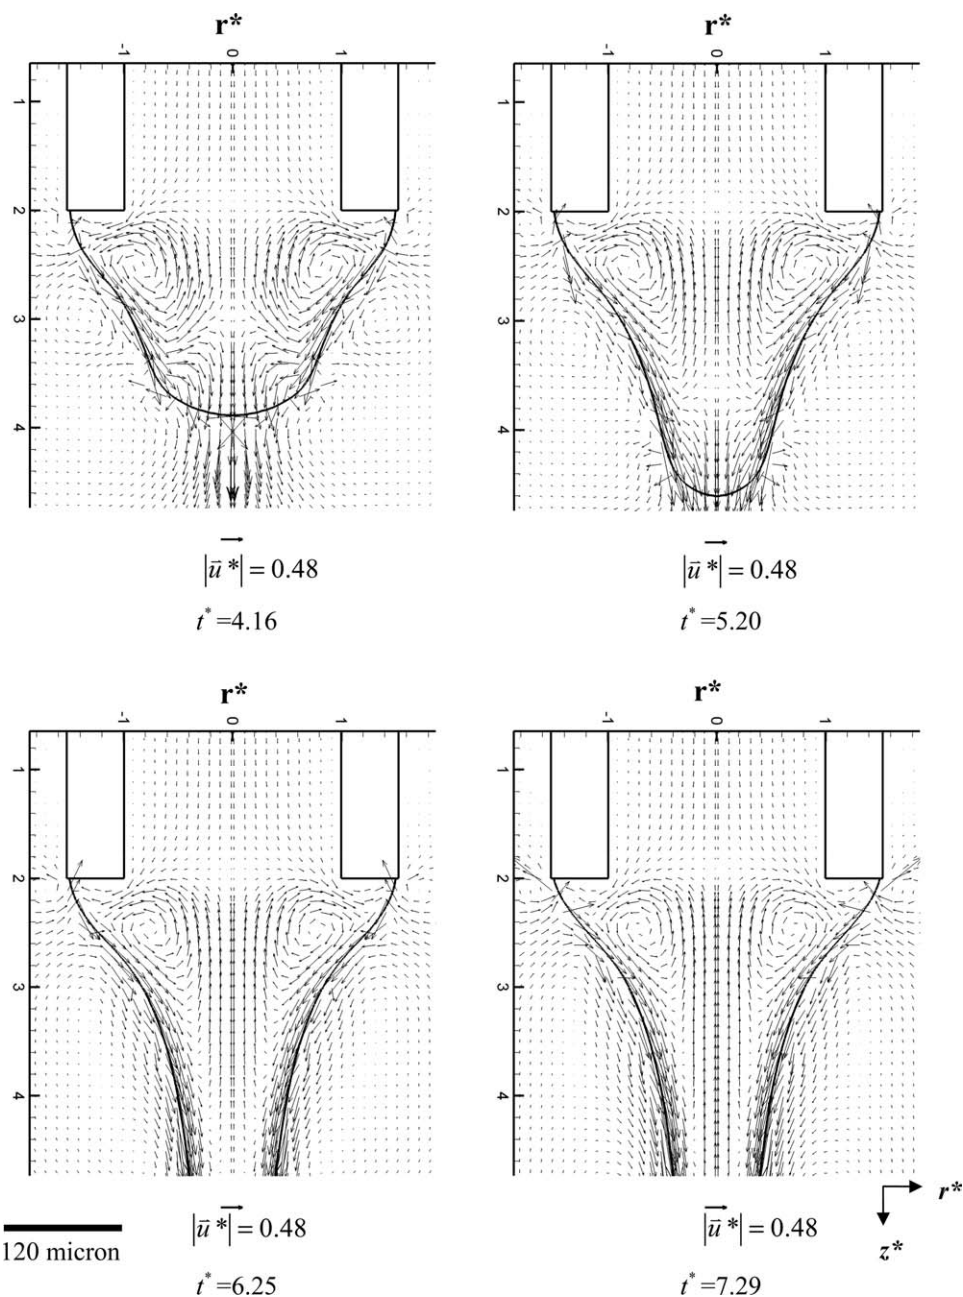 r* r*
-1 0 1 -1 0 1
1 1
2 2
3 3
4 4
|u⃗ *| = 0.48 |u⃗ *| = 0.48
t* =4.16 t* =5.20
r* r*
-1 0 1 -1 0 1
1 1
2 2
3 3
4 4
r*
|u⃗ *| = 0.48 |u⃗ *| = 0.48
120 micron z*
t* =6.25 t* =7.29